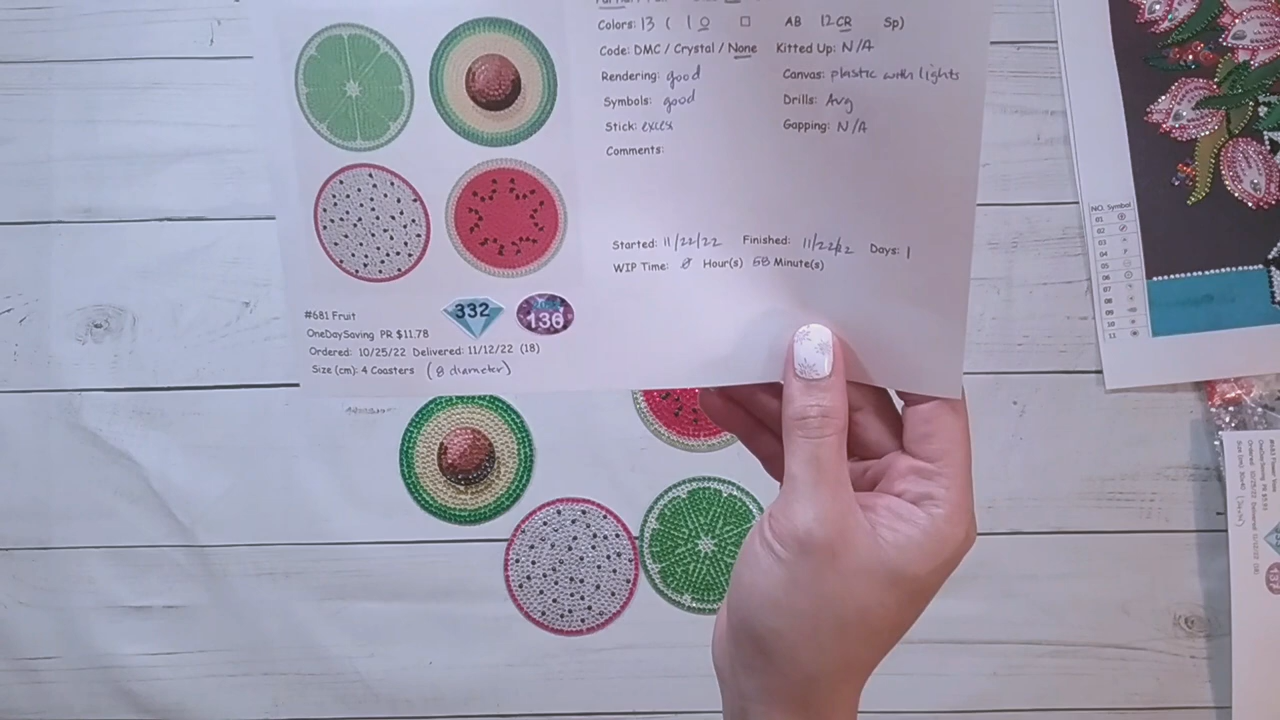 Colors: 13 ( 1 O □ AB 12 CR Sp)
Code: DMC / Crystal / None Kitted Up: N/A
Rendering: good Canvas: plastic with lights
Symbols: good Drills: Avg
Stick: Gapping: N/A
Comments:
Started: 11/22/22 Finished: 11/22/22 Days: 1
WIP Time: 0 Hour(s) 58 Minute(s)
332
136
#681 Fruit
OneDaySaving PR $11.78
Ordered: 10/25/22 Delivered: 11/12/22 (18)
Size (cm): 4 Coasters (8 diameter)
NO. Symbol
01
02
03
04
05
06
07
08
09
10
11